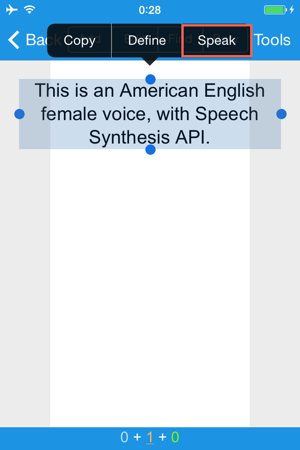 0:28
Back
Copy Define Speak
Tools
This is an American English
female voice, with Speech
Synthesis API.
0 + 1 + 0